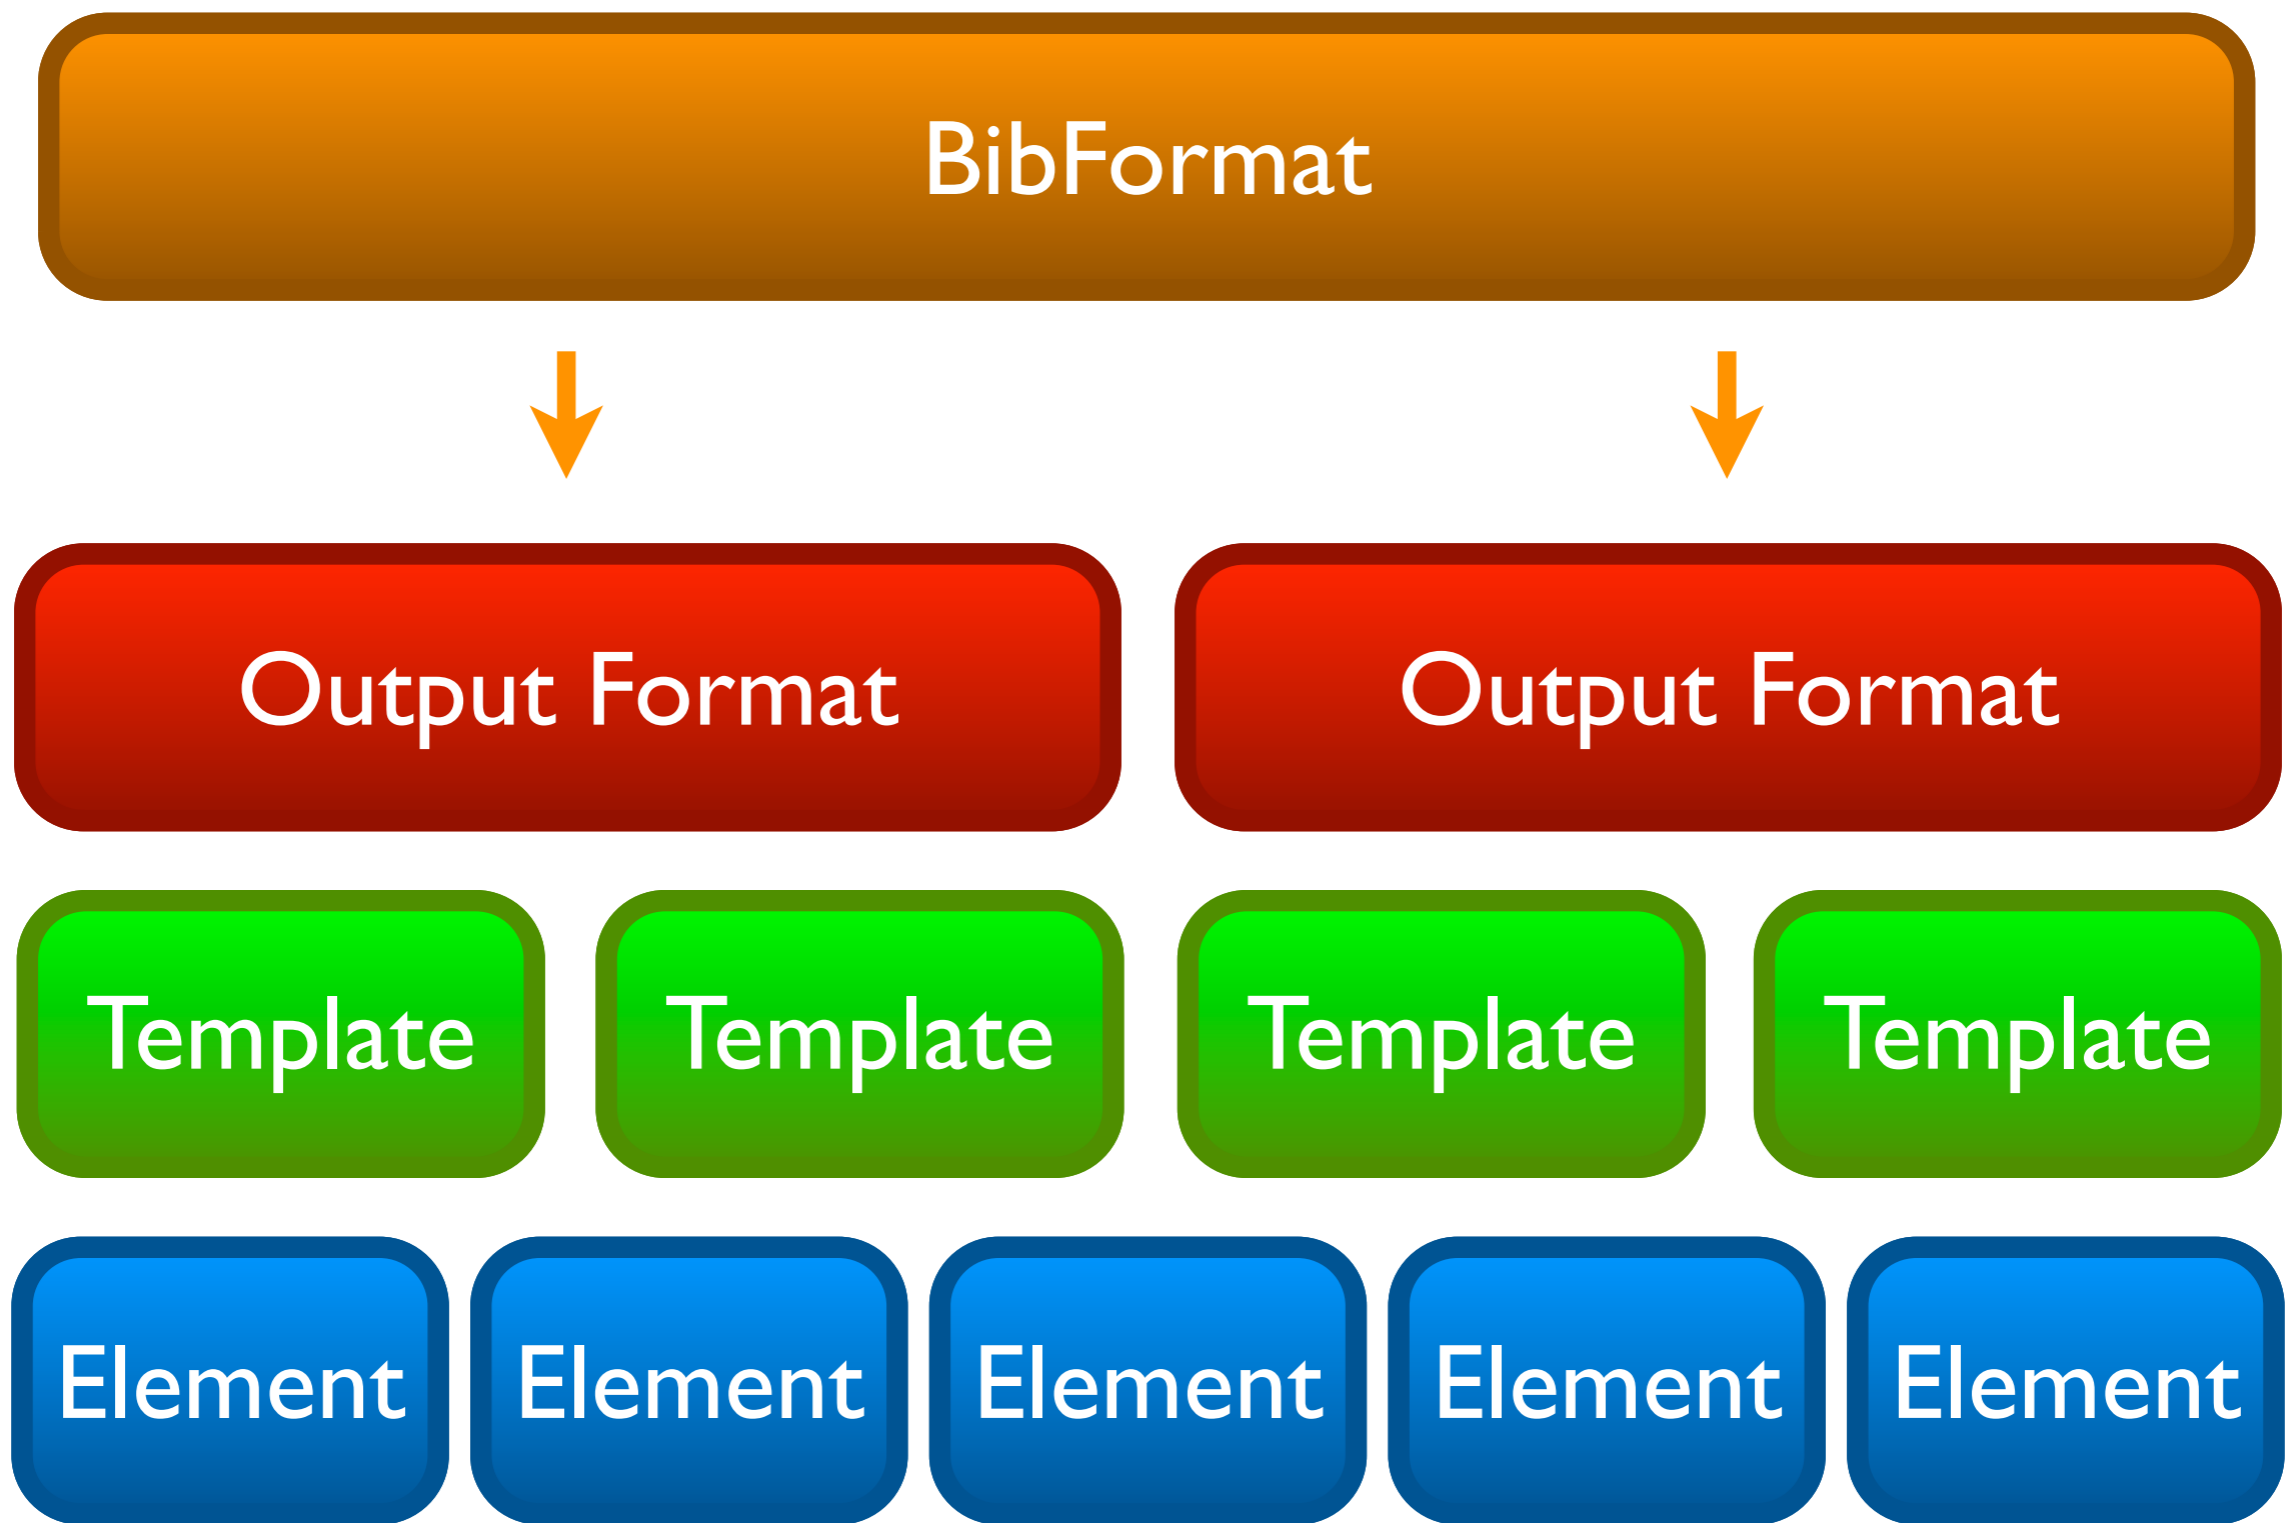 BibFormat
Output Format Output Format
Template Template Template Template
Element Element Element Element Element